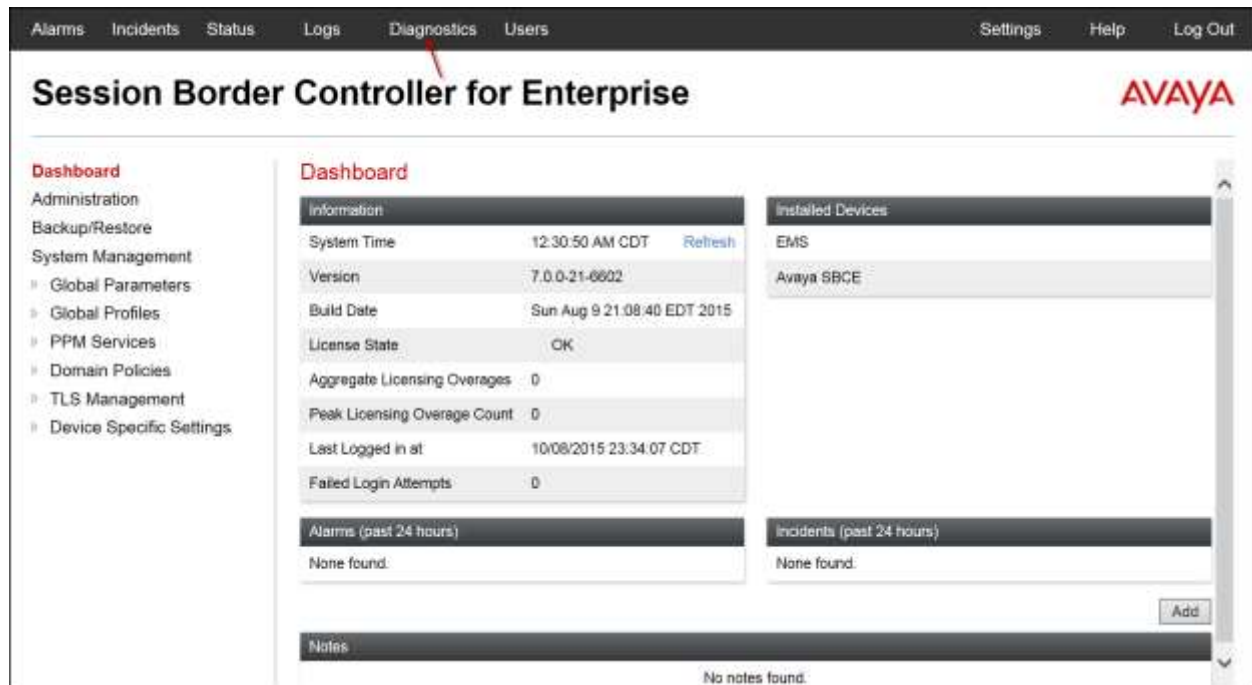 Alarms Incidents Status Logs Diagnostics Users Settings Help Log Out
Session Border Controller for Enterprise
AVAYA
Dashboard
Administration
Backup/Restore
System Management
Global Parameters
Global Profiles
PPM Services
Domain Policies
TLS Management
Device Specific Settings
Dashboard
Information
System Time 12:30:50 AM CDT Refresh
Version 7.0.0-21-6602
Build Date Sun Aug 9 21:08:40 EDT 2015
License State OK
Aggregate Licensing Overages 0
Peak Licensing Overage Count 0
Last Logged in at 10/08/2015 23:34:07 CDT
Failed Login Attempts 0
Installed Devices
EMS
Avaya SBCE
Alarms (past 24 hours)
None found.
Incidents (past 24 hours)
None found.
Add
Notes
No notes found.